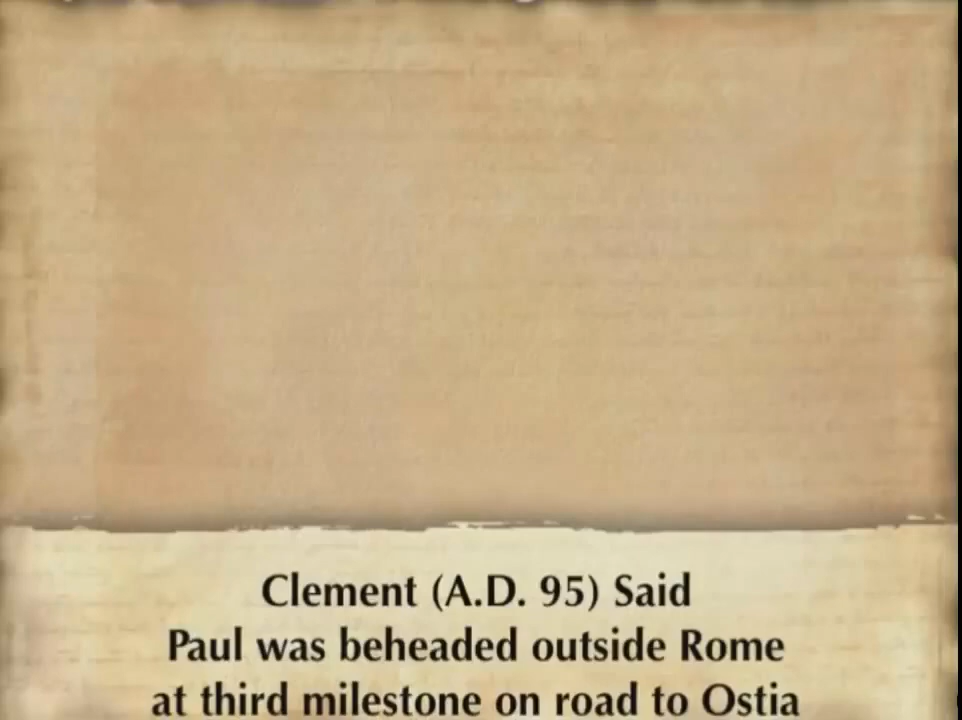 Clement (A.D. 95) Said
Paul was beheaded outside Rome
at third milestone on road to Ostia